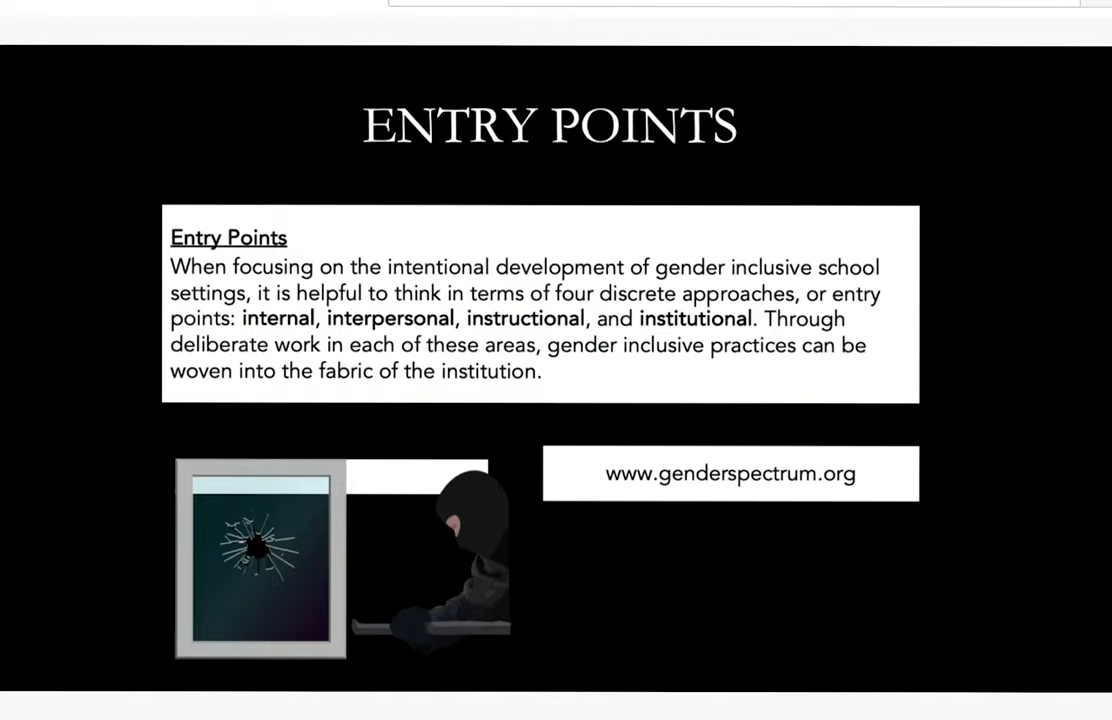 ENTRY POINTS
Entry Points
When focusing on the intentional development of gender inclusive school
settings, it is helpful to think in terms of four discrete approaches, or entry
points: internal, interpersonal, instructional, and institutional. Through
deliberate work in each of these areas, gender inclusive practices can be
woven into the fabric of the institution.
www.genderspectrum.org